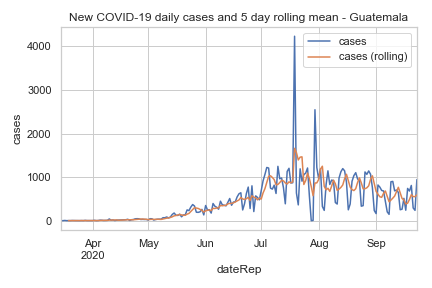 New COVID-19 daily cases and 5 day rolling mean - Guatemala
cases
cases (rolling)
4000
3000
2000
1000
0
cases
Apr
2020
May
Jun
Jul
Aug
Sep
dateRep